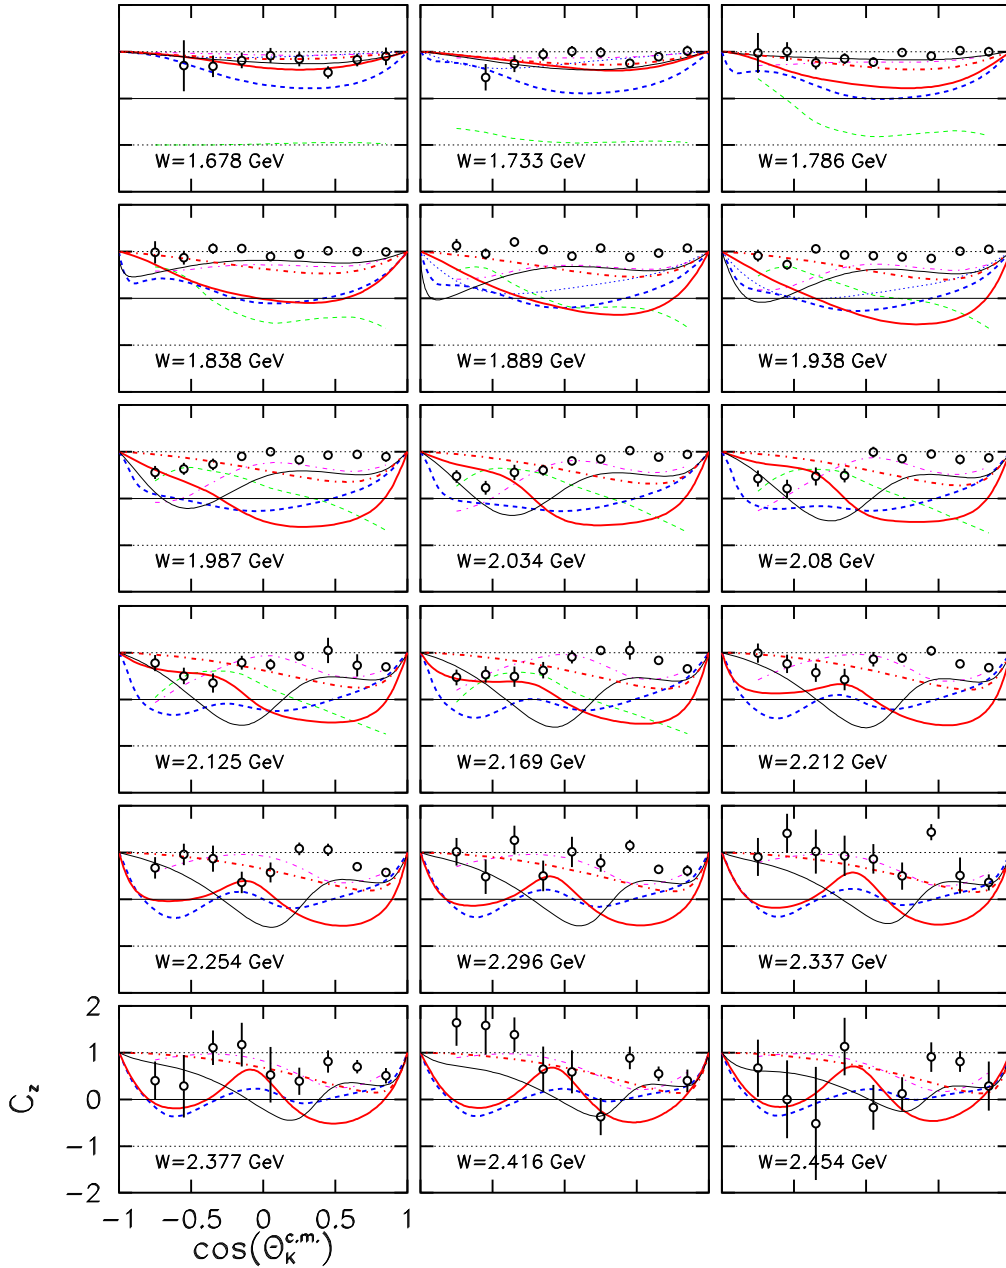 W=1.678 GeV W=1.733 GeV W=1.786 GeV
W=1.838 GeV W=1.889 GeV W=1.938 GeV
W=1.987 GeV W=2.034 GeV W=2.08 GeV
W=2.125 GeV W=2.169 GeV W=2.212 GeV
W=2.254 GeV W=2.296 GeV W=2.337 GeV
2
1
0
−1
−2
C_z
W=2.377 GeV W=2.416 GeV W=2.454 GeV
−1 −0.5 0 0.5 1
cos(Θ_K^{c.m.})